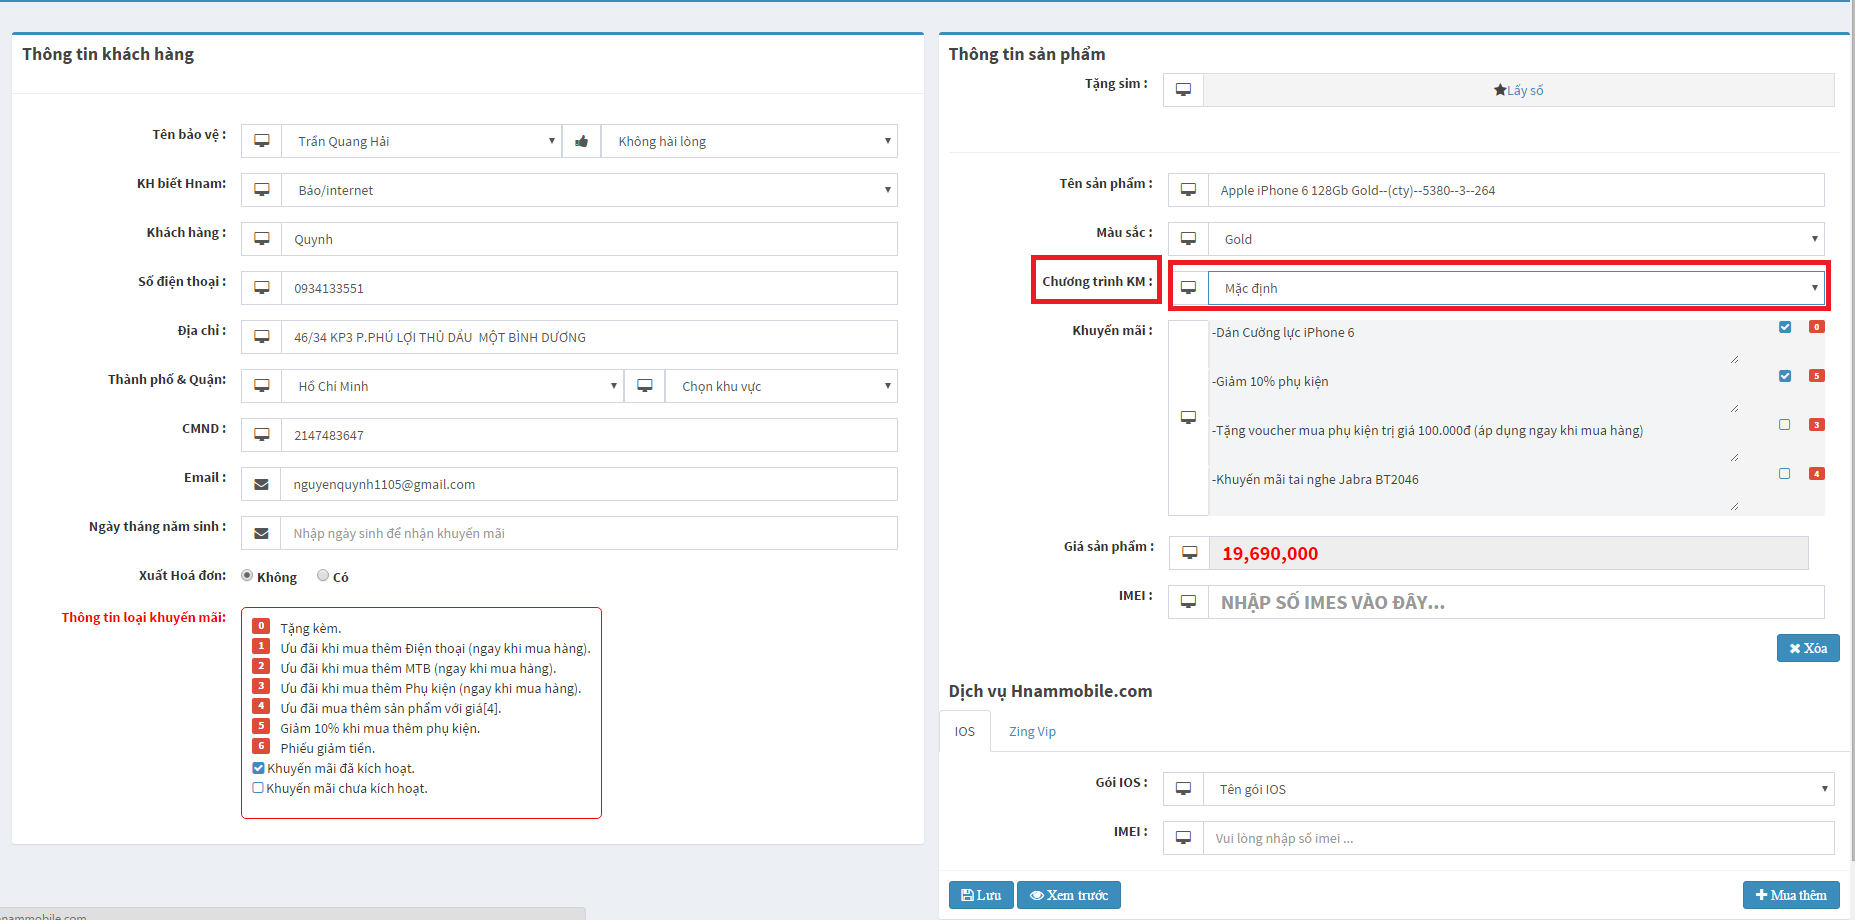 Thông tin khách hàng
Tên bảo vệ :
Trần Quang Hải
Không hài lòng
KH biết Hnam:
Báo/internet
Khách hàng :
Quynh
Số điện thoại :
0934133551
Địa chỉ :
46/34 KP3 P.PHÚ LỢI THỦ DẦU MỘT BÌNH DƯƠNG
Thành phố & Quận:
Hồ Chí Minh
Chọn khu vực
CMND :
2147483647
Email :
nguyenquynh1105@gmail.com
Ngày tháng năm sinh :
Nhập ngày sinh để nhận khuyến mãi
Xuất Hoá đơn:
Không
Có
Thông tin loại khuyến mãi:
0 Tặng kèm.
1 Ưu đãi khi mua thêm Điện thoại (ngay khi mua hàng).
2 Ưu đãi khi mua thêm MTB (ngay khi mua hàng).
3 Ưu đãi khi mua thêm Phụ kiện (ngay khi mua hàng).
4 Ưu đãi mua thêm sản phẩm với giá[4].
5 Giảm 10% khi mua thêm phụ kiện.
6 Phiếu giảm tiền.
Khuyến mãi đã kích hoạt.
Khuyến mãi chưa kích hoạt.
Thông tin sản phẩm
Tặng sim :
Lấy số
Tên sản phẩm :
Apple iPhone 6 128Gb Gold--(cty)--5380--3--264
Màu sắc :
Gold
Chương trình KM :
Mặc định
Khuyến mãi :
-Dán Cường lực iPhone 6
0
-Giảm 10% phụ kiện
5
-Tặng voucher mua phụ kiện trị giá 100.000đ (áp dụng ngay khi mua hàng)
3
-Khuyến mãi tai nghe Jabra BT2046
4
Giá sản phẩm :
19,690,000
IMEI :
NHẬP SỐ IMES VÀO ĐÂY...
Xóa
Dịch vụ Hnammobile.com
IOS
Zing Vip
Gói IOS :
Tên gói IOS
IMEI :
Vui lòng nhập số imei ...
Lưu
Xem trước
Mua thêm